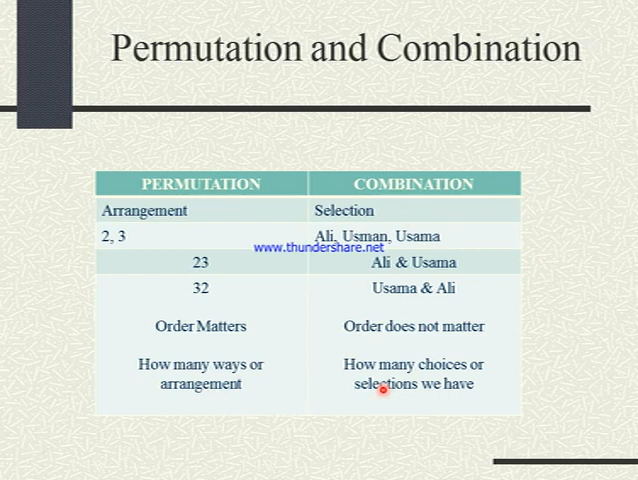 Permutation and Combination
PERMUTATION COMBINATION
Arrangement Selection
2, 3 Ali, Usman, Usama
www.thundershare.net
23 Ali & Usama
32 Usama & Ali
Order Matters Order does not matter
How many ways or How many choices or
arrangement selections we have